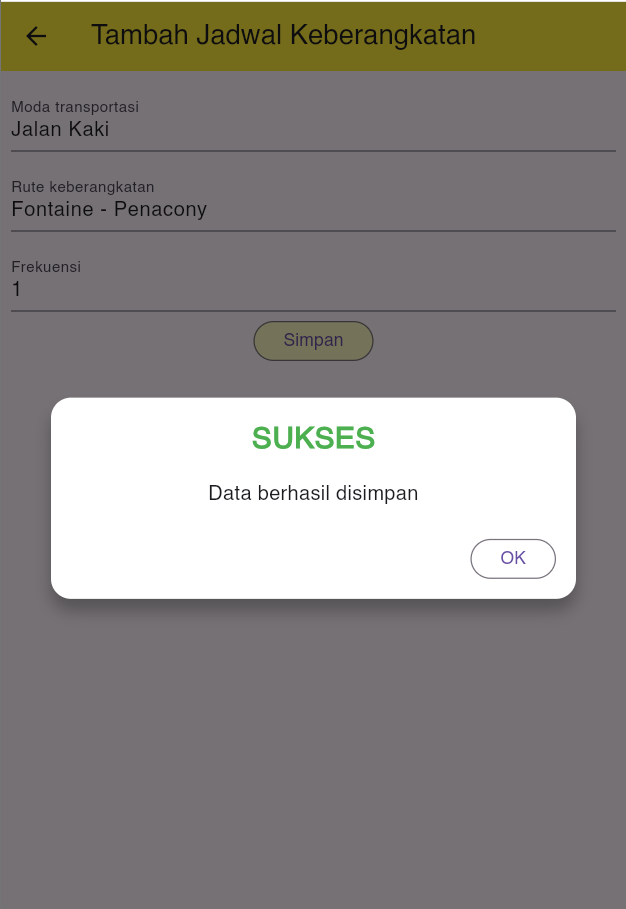 Tambah Jadwal Keberangkatan
Moda transportasi
Jalan Kaki
Rute keberangkatan
Fontaine - Penacony
Frekuensi
1
Simpan
SUKSES
Data berhasil disimpan
OK